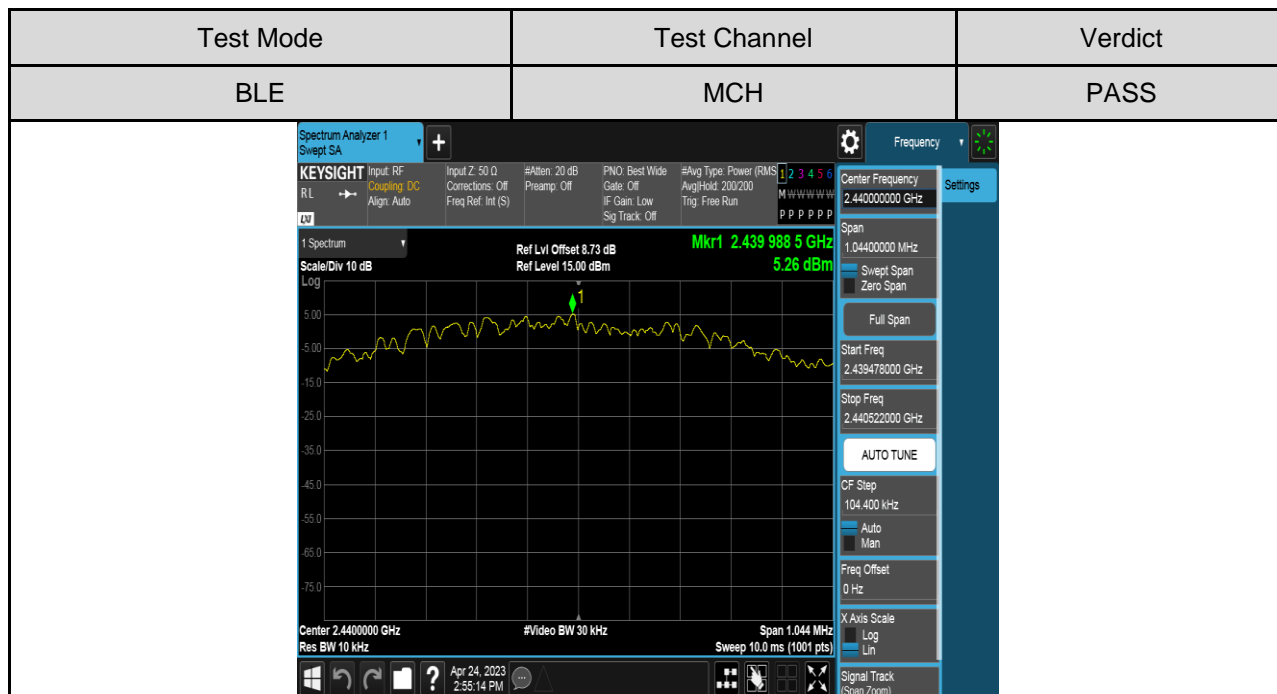 Test Mode Test Channel Verdict
BLE MCH PASS
Spectrum Analyzer 1
Swept SA
+
Frequency
KEYSIGHT
RL
LXI
Input: RF
Coupling: DC
Align: Auto
Input Z: 50 Ω
Corrections: Off
Freq Ref: Int (S)
#Atten: 20 dB
Preamp: Off
PNO: Best Wide
Gate: Off
IF Gain: Low
Sig Track: Off
#Avg Type: Power (RMS
Avg|Hold: 200/200
Trig: Free Run
1 2 3 4 5 6
M W W W W W
P P P P P P
Center Frequency
2.440000000 GHz
Settings
Span
1.04400000 MHz
Swept Span
Zero Span
Full Span
Start Freq
2.439478000 GHz
Stop Freq
2.440522000 GHz
AUTO TUNE
CF Step
104.400 kHz
Auto
Man
Freq Offset
0 Hz
X Axis Scale
Log
Lin
Signal Track
(Span Zoom)
1 Spectrum
Scale/Div 10 dB
Log
Ref Lvl Offset 8.73 dB
Ref Level 15.00 dBm
Mkr1 2.439 988 5 GHz
5.26 dBm
1
5.00
-5.00
-15.0
-25.0
-35.0
-45.0
-55.0
-65.0
-75.0
Center 2.4400000 GHz
Res BW 10 kHz
#Video BW 30 kHz
Span 1.044 MHz
Sweep 10.0 ms (1001 pts)
?
Apr 24, 2023
2:55:14 PM